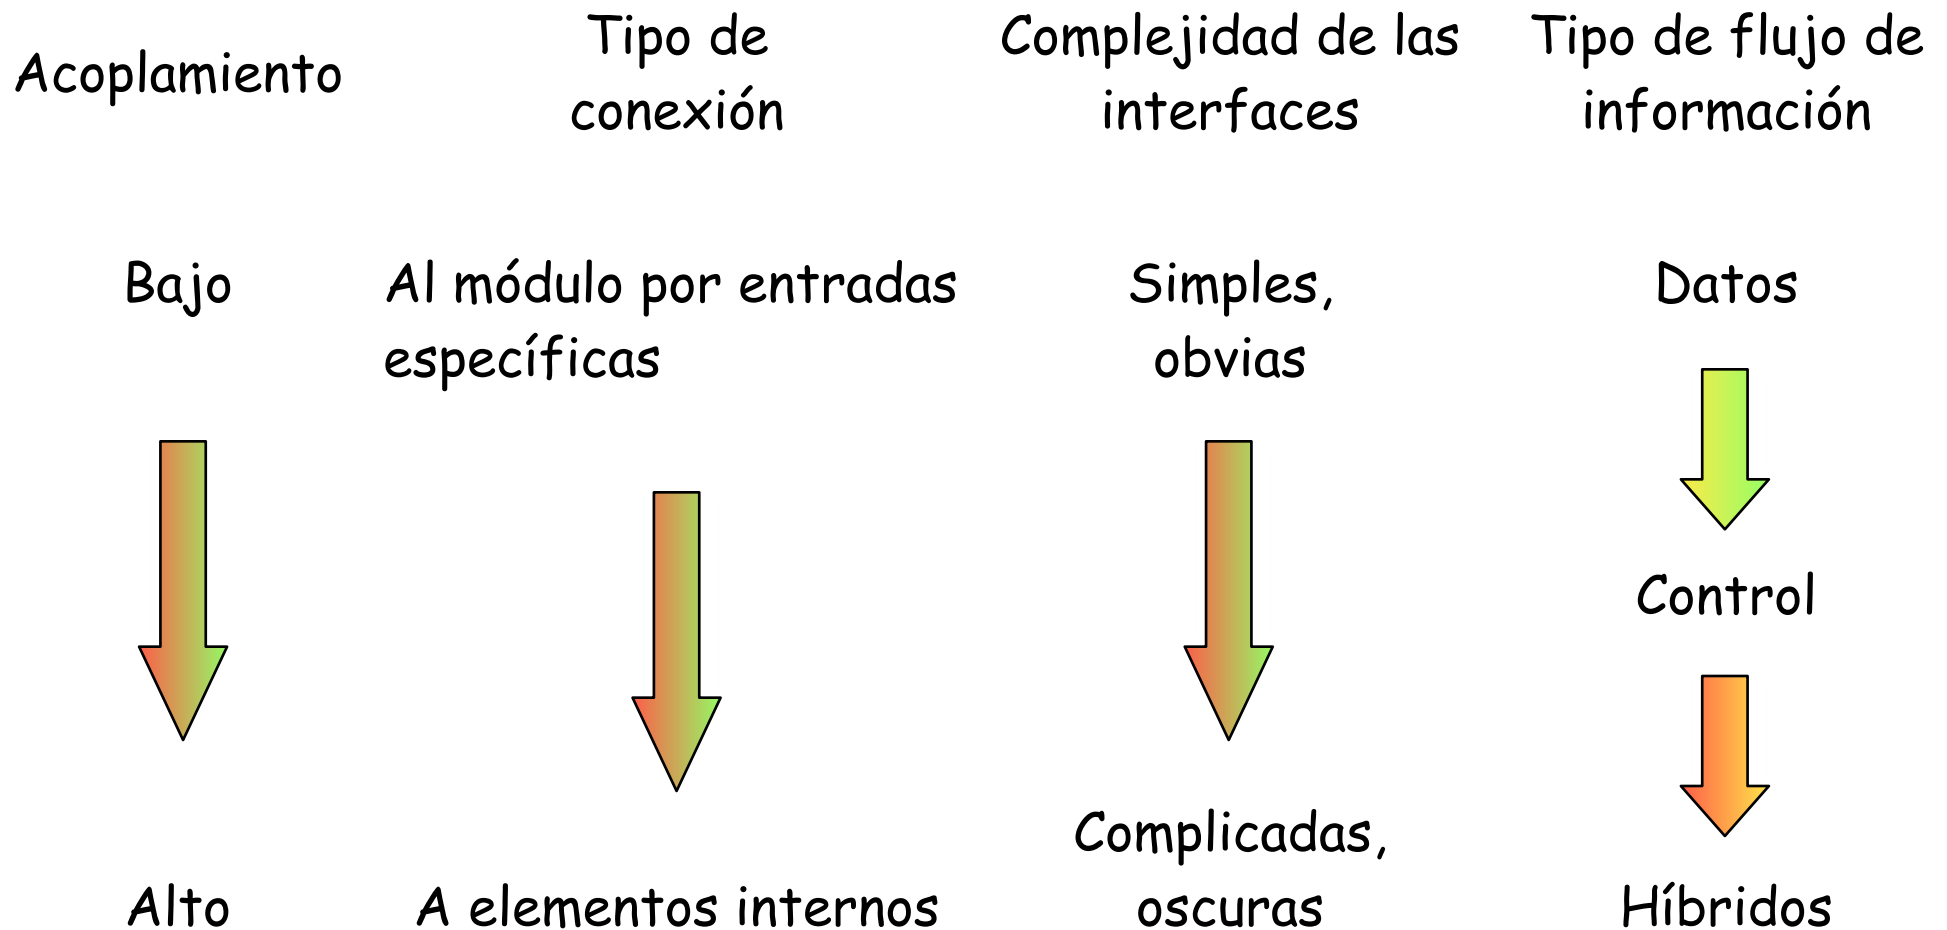 Acoplamiento
Tipo de
conexión
Complejidad de las
interfaces
Tipo de flujo de
información
Bajo
Al módulo por entradas
específicas
Simples,
obvias
Datos
Control
Alto
A elementos internos
Complicadas,
oscuras
Híbridos